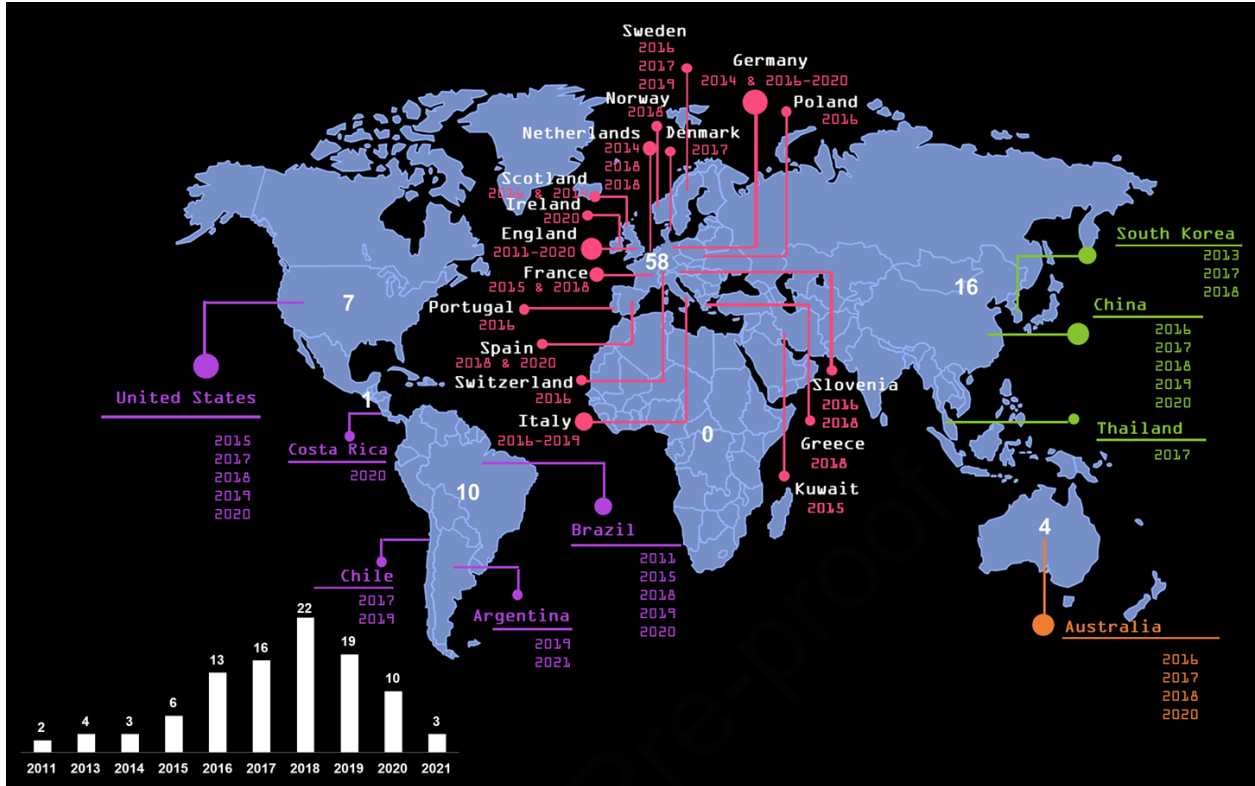 Sweden
2016
2017
2019
Germany
2014 & 2016-2020
Norway
2018
Poland
2016
Netherlands
2014
2018
2018
Denmark
2017
Scotland
2016 & 2014
Ireland
2020
England
2011-2020
58
France
2015 & 2018
Portugal
2016
Spain
2018 & 2020
Switzerland
2016
Italy
2016-2019
Slovenia
2016
2018
Greece
2018
Kuwait
2015
South Korea
2013
2017
2018
16
China
2016
2017
2018
2019
2020
Thailand
2017
7
United States
2015
2017
2018
2019
2020
1
Costa Rica
2020
0
10
Brazil
2011
2015
2018
2019
2020
Chile
2017
2019
Argentina
2019
2021
4
Australia
2016
2017
2018
2020
2 4 3 6 13 16 22 19 10 3
2011 2013 2014 2015 2016 2017 2018 2019 2020 2021
Pre-proof